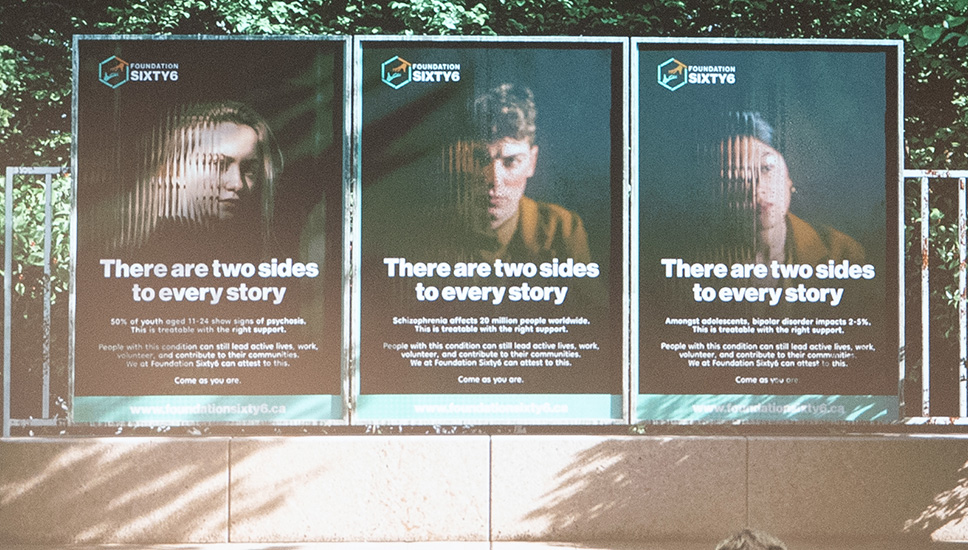 FOUNDATION
SIXTY6
There are two sides
to every story
50% of youth aged 11-24 show signs of psychosis.
This is treatable with the right support.
People with this condition can still lead active lives, work,
volunteer, and contribute to their communities.
We at Foundation Sixty6 can attest to this.
Come as you are.
www.foundationsixty6.ca
FOUNDATION
SIXTY6
There are two sides
to every story
Schizophrenia affects 20 million people worldwide.
This is treatable with the right support.
People with this condition can still lead active lives, work,
volunteer, and contribute to their communities.
We at Foundation Sixty6 can attest to this.
Come as you are.
www.foundationsixty6.ca
FOUNDATION
SIXTY6
There are two sides
to every story
Amongst adolescents, bipolar disorder impacts 2-5%.
This is treatable with the right support.
People with this condition can still lead active lives, work,
volunteer, and contribute to their communities.
We at Foundation Sixty6 can attest to this.
Come as you are.
www.foundationsixty6.ca